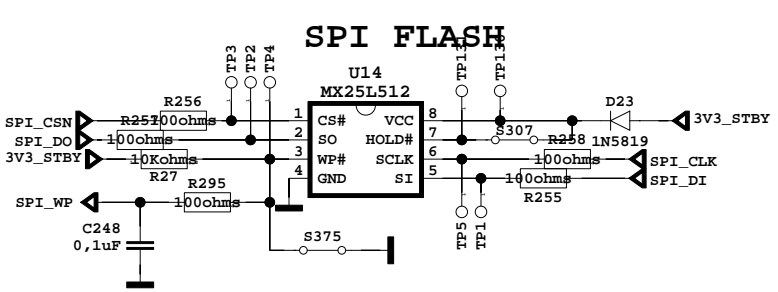 SPI FLASH
TP3
TP2
TP4
TP137
TP136
U14
MX25L512
R256
100ohms
R257
100ohms
SPI_CSN
SPI_DO
3V3_STBY
10Kohms
R27
1 CS# VCC 8
2 SO HOLD# 7
3 WP# SCLK 6
4 GND SI 5
S307
D23
1N5819
3V3_STBY
R258
100ohms
SPI_CLK
100ohms
R255
SPI_DI
SPI_WP
R295
100ohms
C248
0,1uF
S375
TP5
TP1